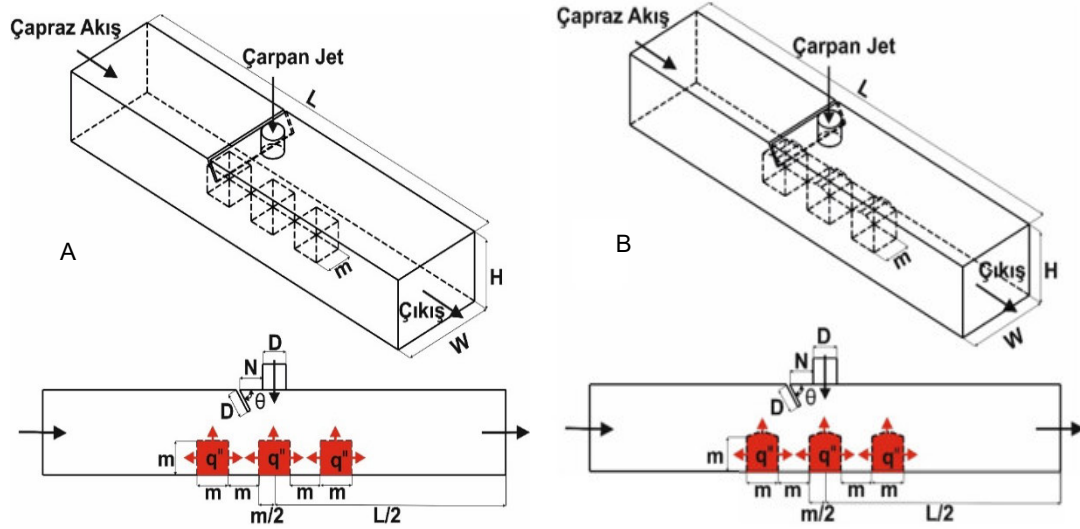 Çapraz Akış
Çarpan Jet
L
A
m
H
Çıkış
W
D
N
D
θ
m
q"
q"
q"
m
m
m
m
m/2
L/2
Çapraz Akış
Çarpan Jet
L
B
m
H
Çıkış
W
D
N
D
θ
m
q"
q"
q"
m
m
m
m
m/2
L/2